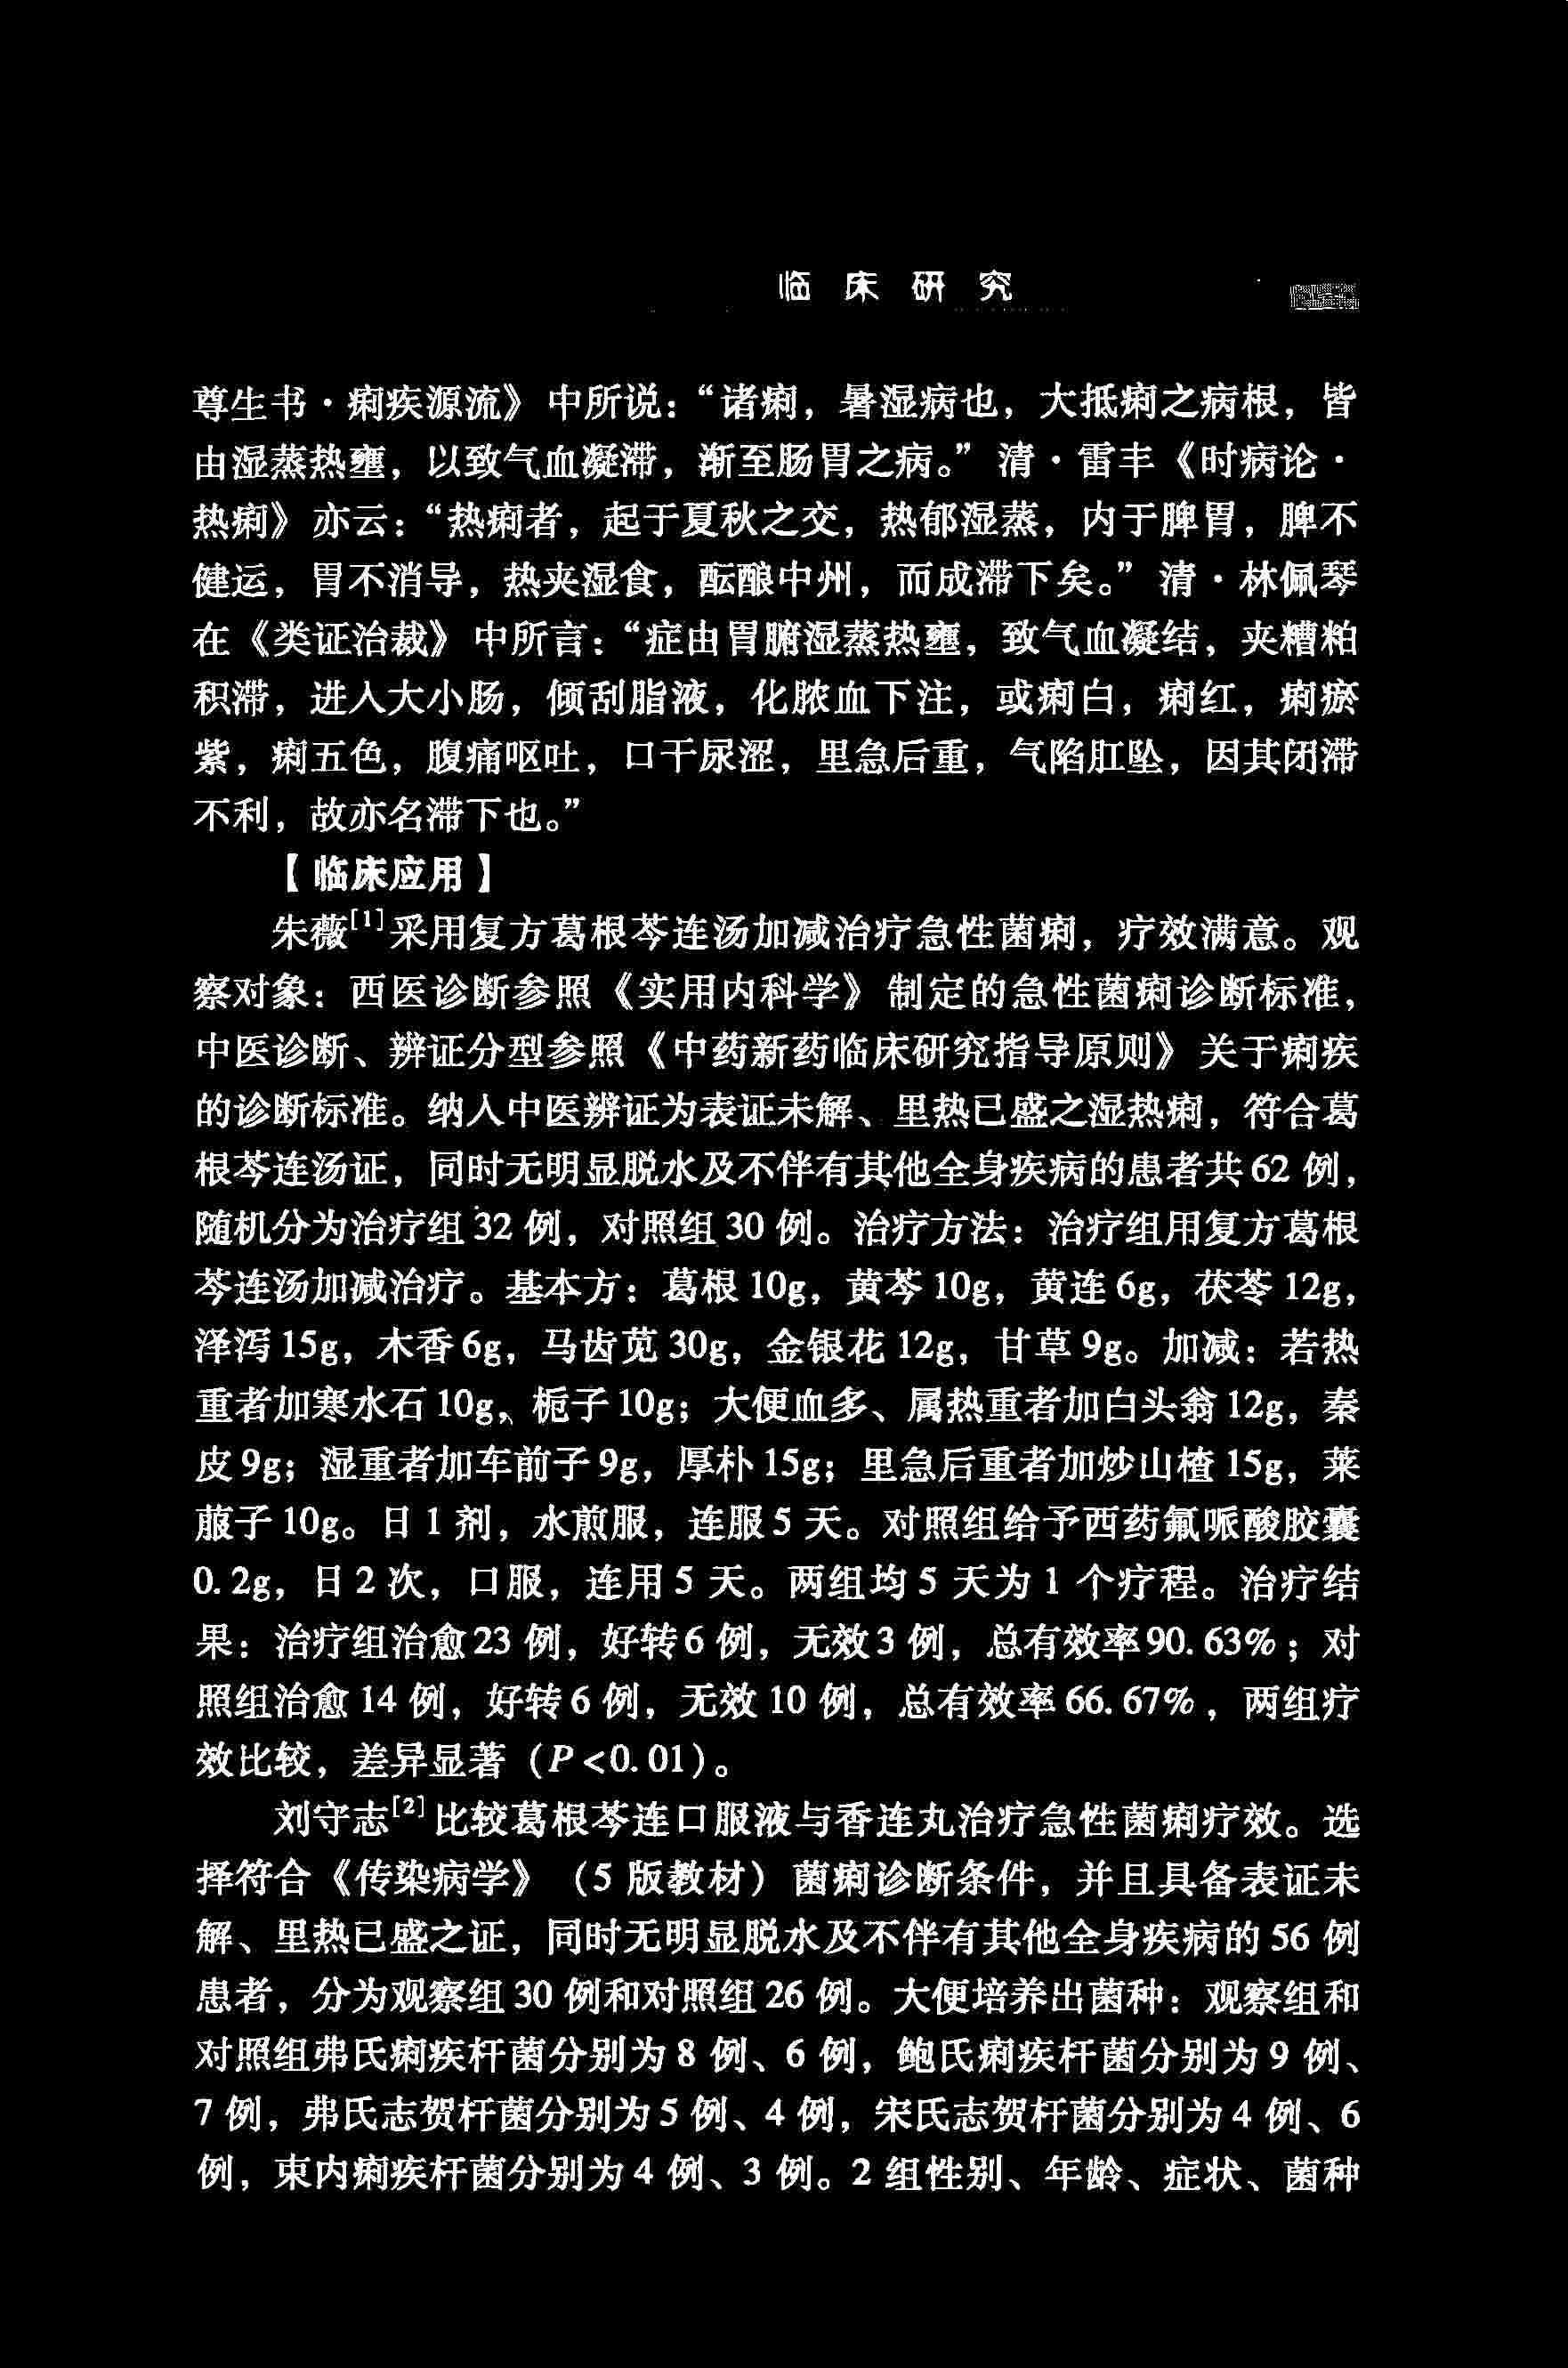 临床研究
尊生书·痢疾源流》中所说：“诸痢，暑湿病也，大抵痢之病根，皆
由湿蒸热壅，以致气血凝滞，渐至肠胃之病。”清·雷丰《时病论·
热痢》亦云：“热痢者，起于夏秋之交，热郁湿蒸，内于脾胃，脾不
健运，胃不消导，热夹湿食，酝酿中州，而成滞下矣。”清·林佩琴
在《类证治裁》中所言：“症由胃腑湿蒸热壅，致气血凝结，夹糟粕
积滞，进入大小肠，倾刮脂液，化脓血下注，或痢白，痢红，痢瘀
紫，痢五色，腹痛呕吐，口干尿涩，里急后重，气陷肛坠，因其闭滞
不利，故亦名滞下也。”
【临床应用】
朱薇[1]采用复方葛根芩连汤加减治疗急性菌痢，疗效满意。观
察对象：西医诊断参照《实用内科学》制定的急性菌痢诊断标准，
中医诊断、辨证分型参照《中药新药临床研究指导原则》关于痢疾
的诊断标准。纳入中医辨证为表证未解、里热已盛之湿热痢，符合葛
根芩连汤证，同时无明显脱水及不伴有其他全身疾病的患者共62例，
随机分为治疗组32例，对照组30例。治疗方法：治疗组用复方葛根
芩连汤加减治疗。基本方：葛根10g，黄芩10g，黄连6g，茯苓12g，
泽泻15g，木香6g，马齿苋30g，金银花12g，甘草9g。加减：若热
重者加寒水石10g、栀子10g；大便血多、属热重者加白头翁12g，秦
皮9g；湿重者加车前子9g，厚朴15g；里急后重者加炒山楂15g，莱
菔子10g。日1剂，水煎服，连服5天。对照组给予西药氟哌酸胶囊
0.2g，日2次，口服，连用5天。两组均5天为1个疗程。治疗结
果：治疗组治愈23例，好转6例，无效3例，总有效率90.63%；对
照组治愈14例，好转6例，无效10例，总有效率66.67%，两组疗
效比较，差异显著（P<0.01）。
刘守志[2]比较葛根芩连口服液与香连丸治疗急性菌痢疗效。选
择符合《传染病学》（5版教材）菌痢诊断条件，并且具备表证未
解、里热已盛之证，同时无明显脱水及不伴有其他全身疾病的56例
患者，分为观察组30例和对照组26例。大便培养出菌种：观察组和
对照组弗氏痢疾杆菌分别为8例、6例，鲍氏痢疾杆菌分别为9例、
7例，弗氏志贺杆菌分别为5例、4例，宋氏志贺杆菌分别为4例、6
例，束内痢疾杆菌分别为4例、3例。2组性别、年龄、症状、菌种